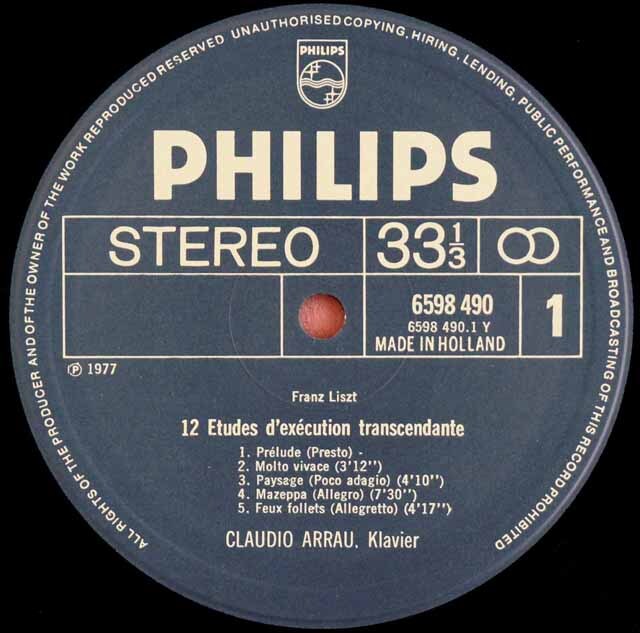 ALL RIGHTS OF THE PRODUCER AND OF THE OWNER OF THE WORK REPRODUCED RESERVED UNAUTHORISED COPYING, HIRING, LENDING, PUBLIC PERFORMANCE AND BROADCASTING OF THIS RECORD PROHIBITED
PHILIPS
PHILIPS
STEREO 33 1/3
6598 490 1
6598 490.1 Y
MADE IN HOLLAND
Ⓟ 1977
Franz Liszt
12 Etudes d'exécution transcendante
1. Prélude (Presto) -
2. Molto vivace (3'12'')
3. Paysage (Poco adagio) (4'10'')
4. Mazeppa (Allegro) (7'30'')
5. Feux follets (Allegretto) (4'17'')
CLAUDIO ARRAU, Klavier